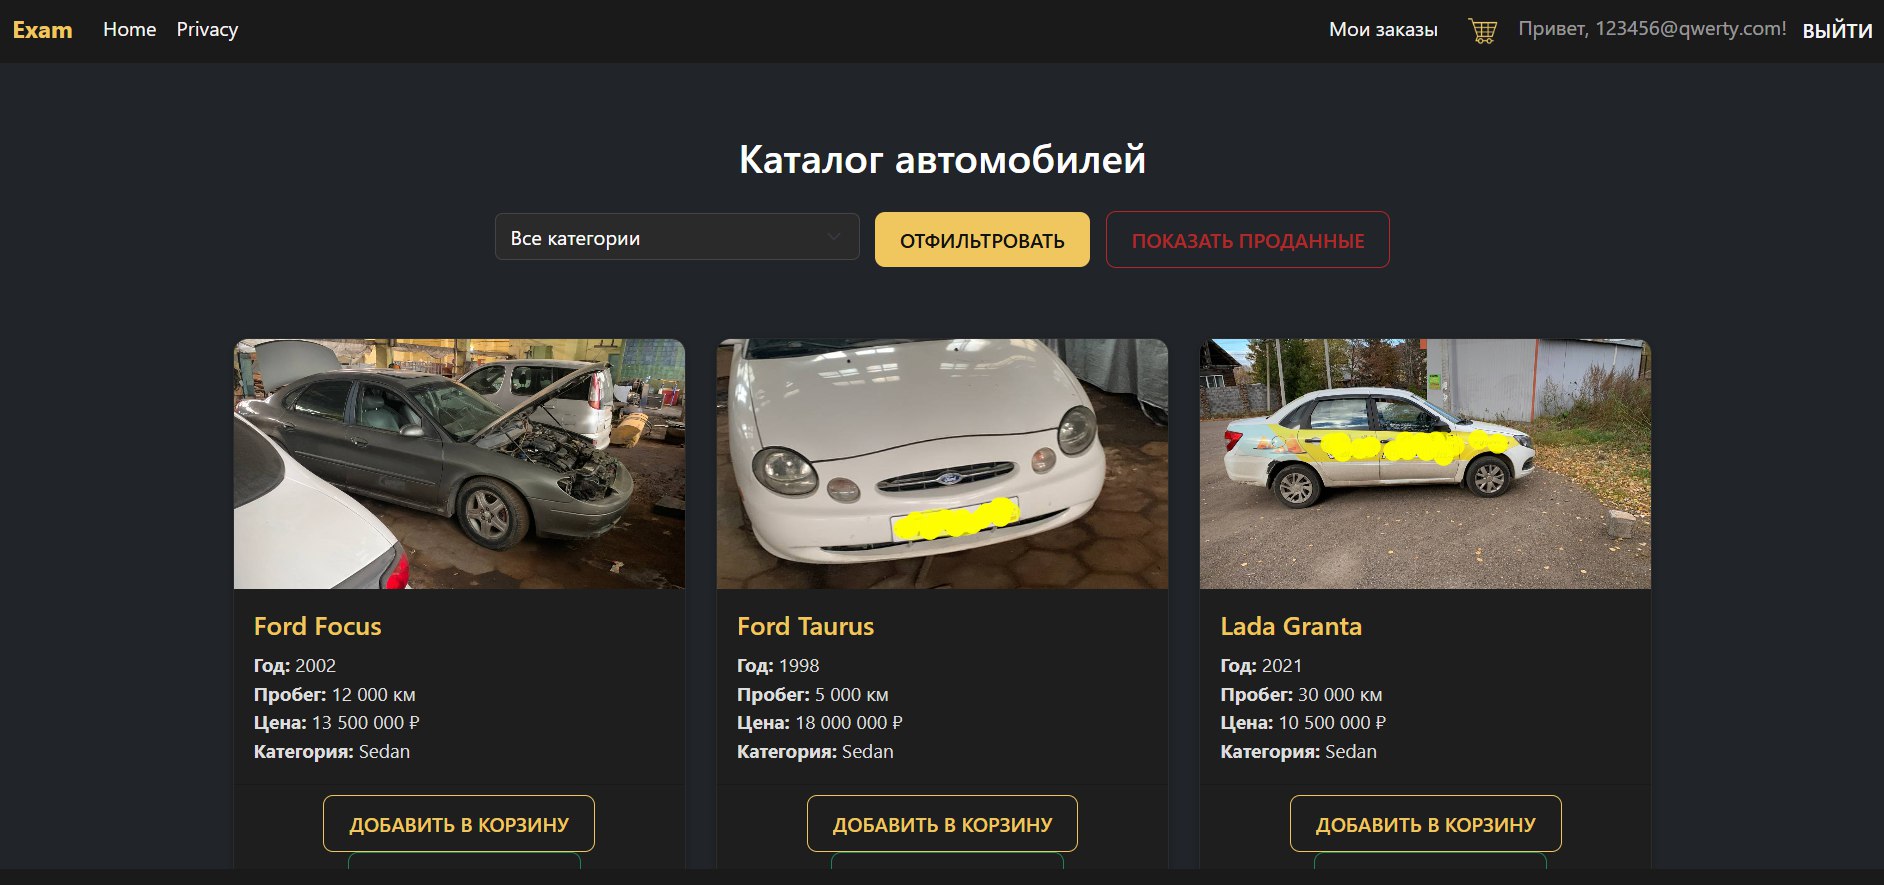 Exam Home Privacy Мои заказы Привет, 123456@qwerty.com! ВЫЙТИ
Каталог автомобилей
Все категории ОТФИЛЬТРОВАТЬ ПОКАЗАТЬ ПРОДАННЫЕ
Ford Focus
Год: 2002
Пробег: 12 000 км
Цена: 13 500 000 ₽
Категория: Sedan
ДОБАВИТЬ В КОРЗИНУ
Ford Taurus
Год: 1998
Пробег: 5 000 км
Цена: 18 000 000 ₽
Категория: Sedan
ДОБАВИТЬ В КОРЗИНУ
Lada Granta
Год: 2021
Пробег: 30 000 км
Цена: 10 500 000 ₽
Категория: Sedan
ДОБАВИТЬ В КОРЗИНУ